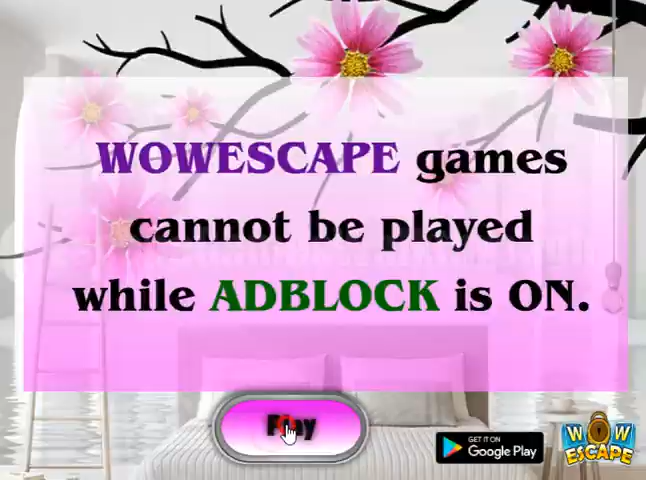 WOWESCAPE games
cannot be played
while ADBLOCK is ON.
Play
GET IT ON
Google Play
WOW
ESCAPE